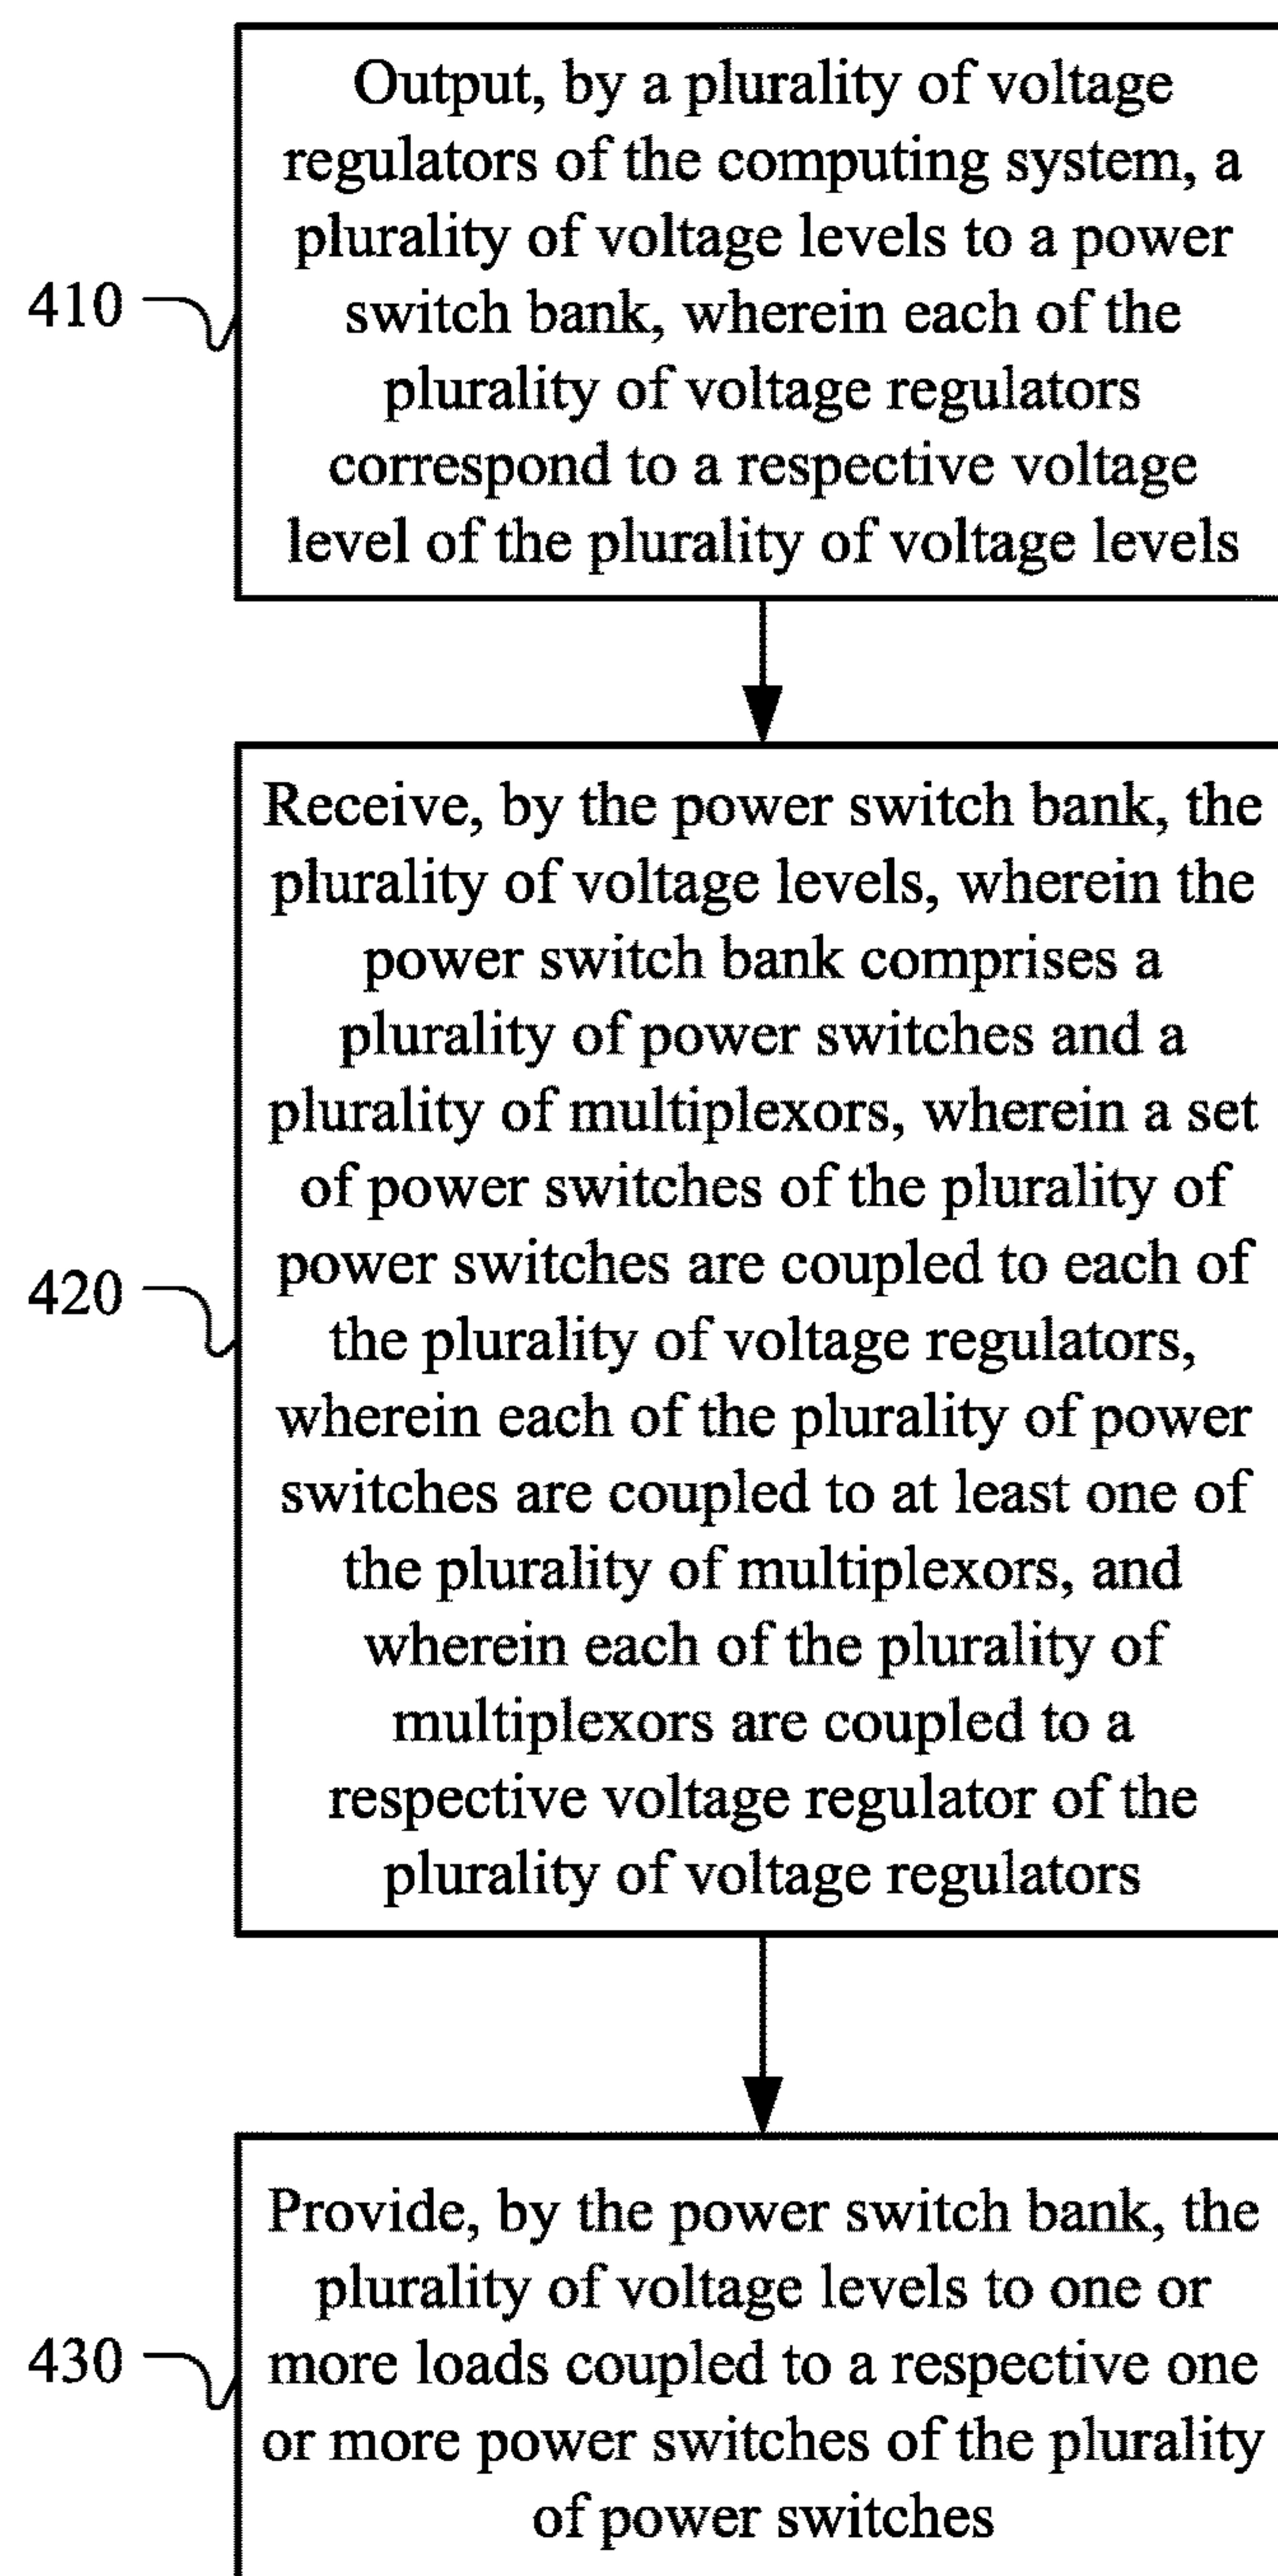 Output, by a plurality of voltage
regulators of the computing system, a
plurality of voltage levels to a power
switch bank, wherein each of the
plurality of voltage regulators
correspond to a respective voltage
level of the plurality of voltage levels
410
Receive, by the power switch bank, the
plurality of voltage levels, wherein the
power switch bank comprises a
plurality of power switches and a
plurality of multiplexors, wherein a set
of power switches of the plurality of
power switches are coupled to each of
the plurality of voltage regulators,
wherein each of the plurality of power
switches are coupled to at least one of
the plurality of multiplexors, and
wherein each of the plurality of
multiplexors are coupled to a
respective voltage regulator of the
plurality of voltage regulators
420
Provide, by the power switch bank, the
plurality of voltage levels to one or
more loads coupled to a respective one
or more power switches of the plurality
of power switches
430